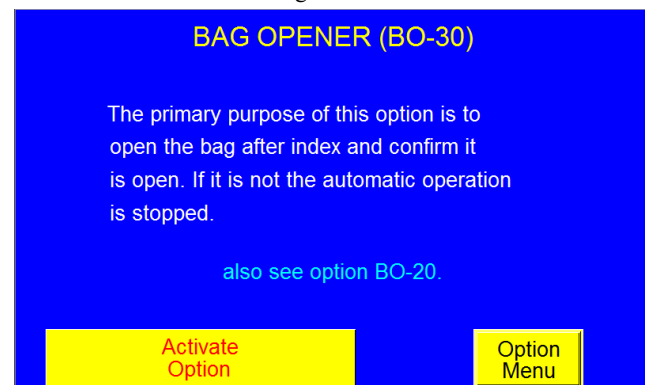 BAG OPENER (BO-30)
The primary purpose of this option is to
open the bag after index and confirm it
is open. If it is not the automatic operation
is stopped.
also see option BO-20.
Activate
Option
Option
Menu